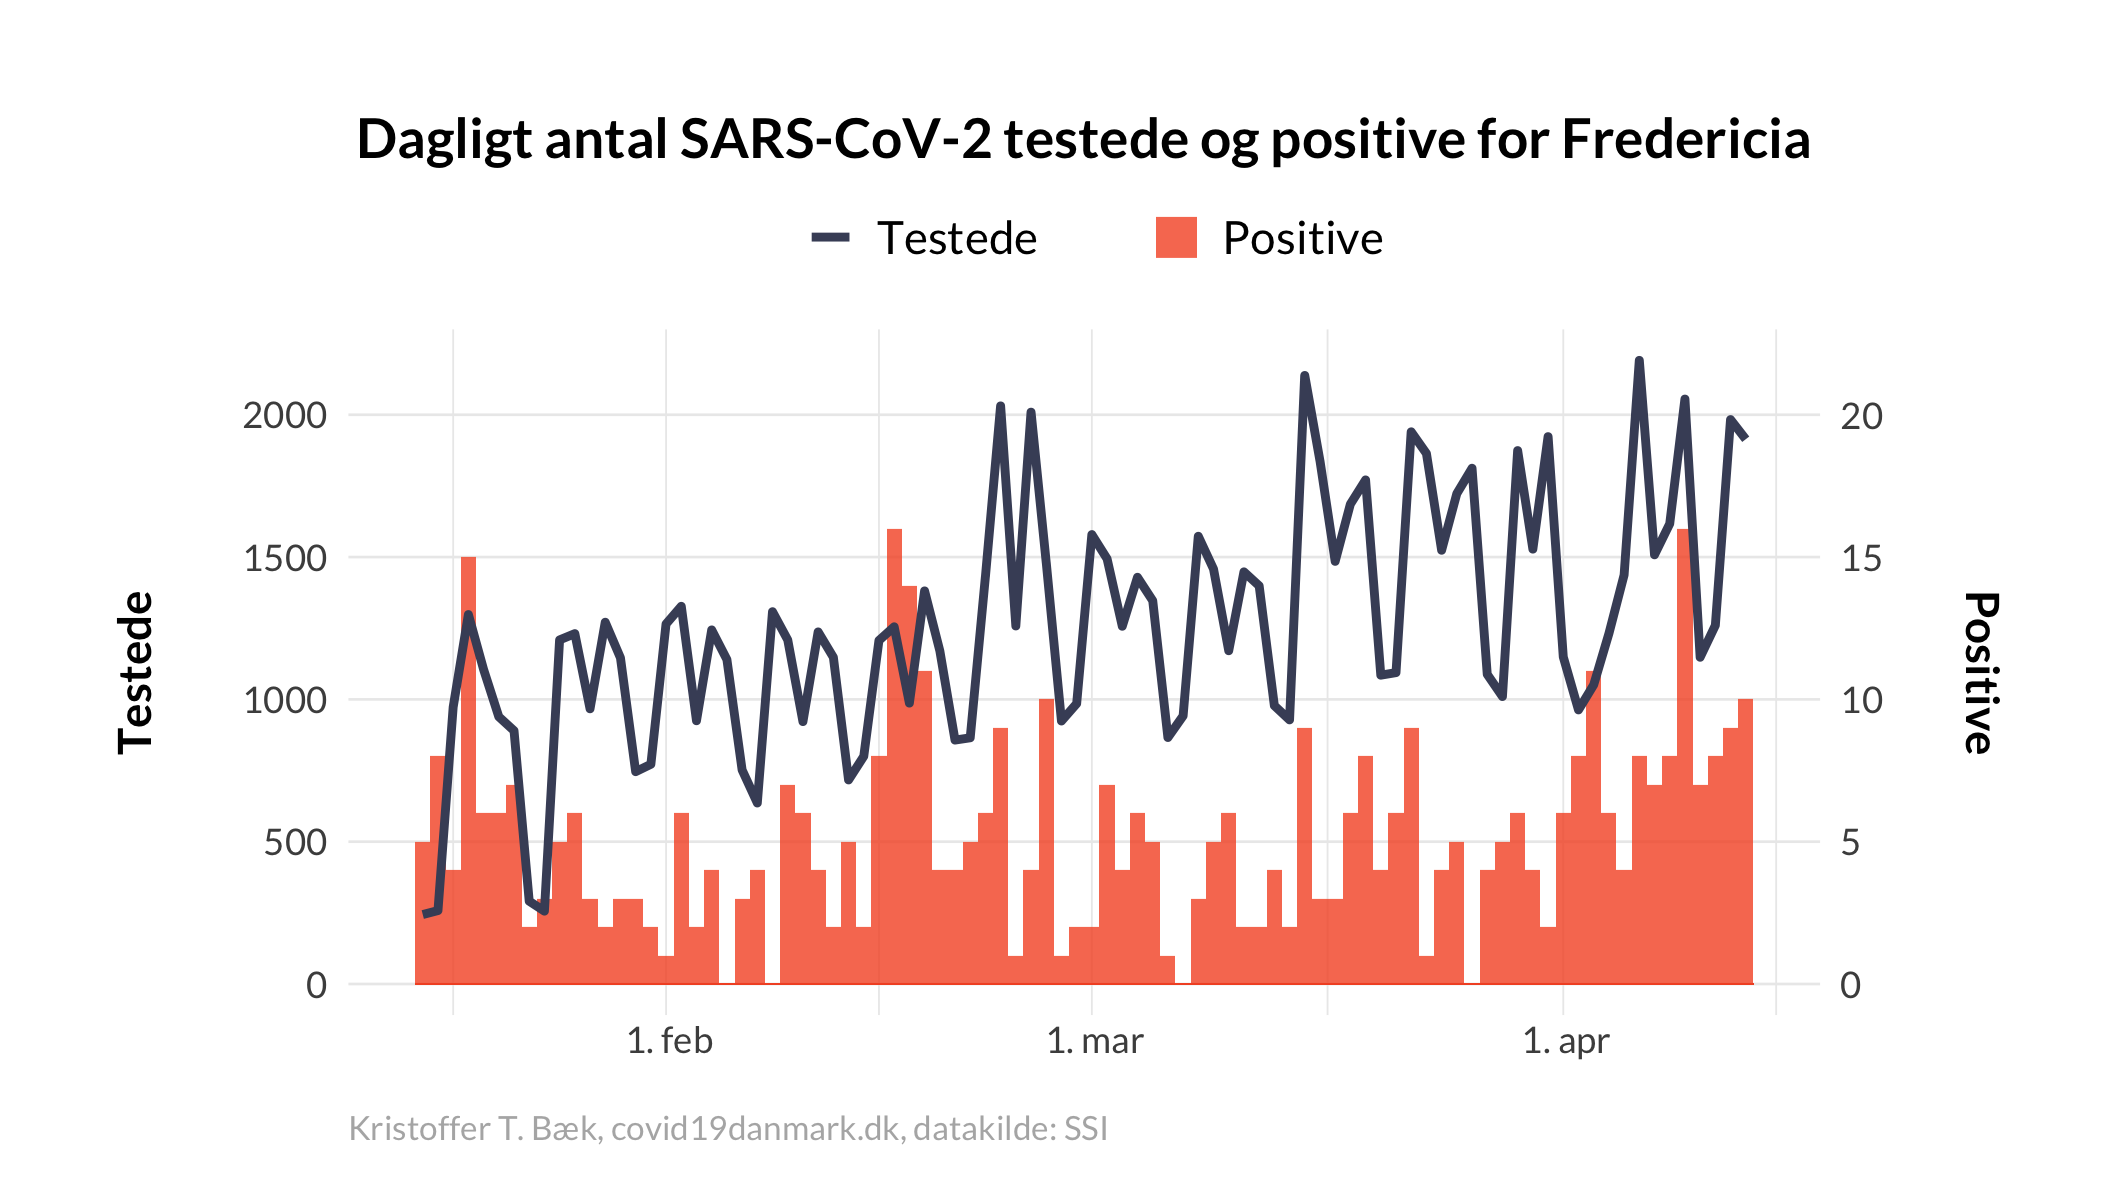 Dagligt antal SARS-CoV-2 testede og positive for Fredericia
Testede
Positive
2000
1500
1000
500
0
20
15
10
5
0
Testede
Positive
1. feb
1. mar
1. apr
Kristoffer T. Bæk, covid19danmark.dk, datakilde: SSI